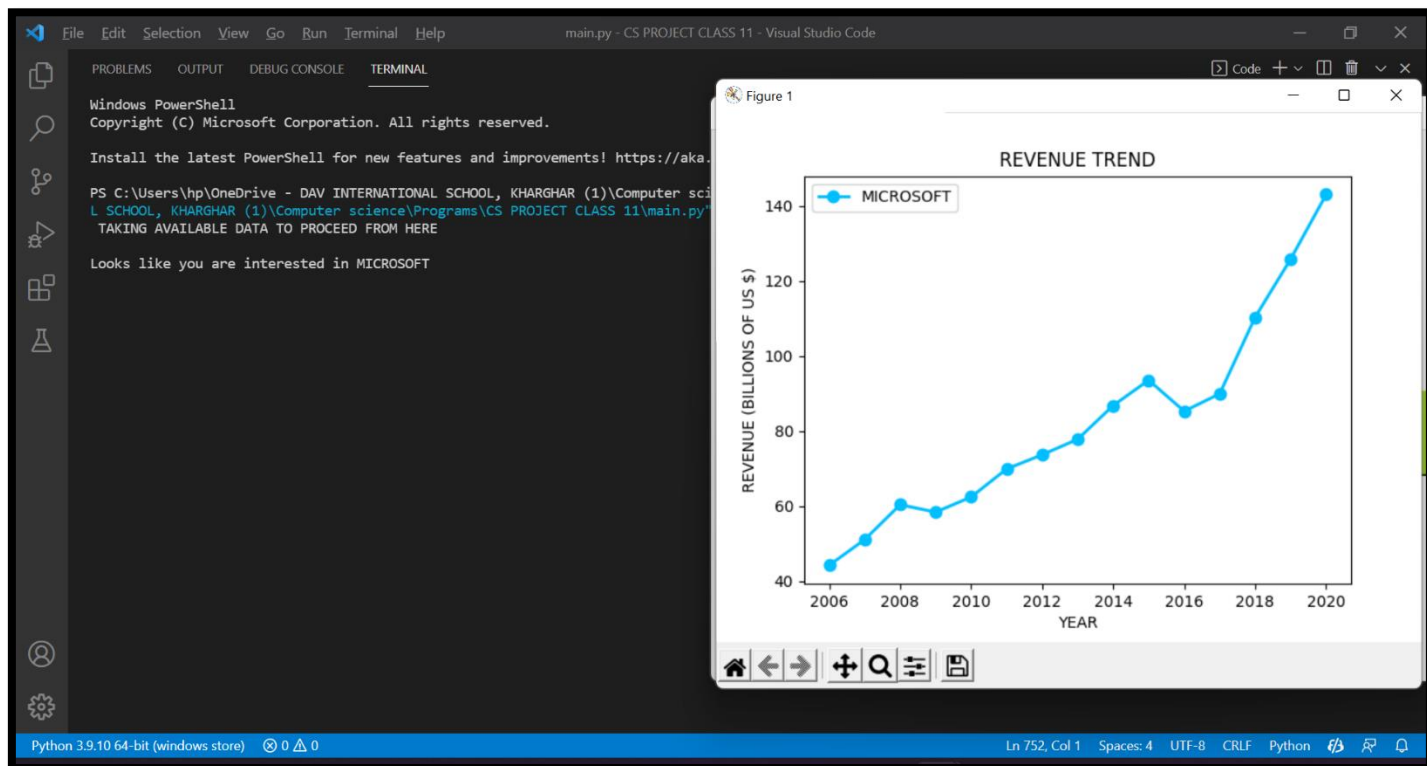 File Edit Selection View Go Run Terminal Help main.py - CS PROJECT CLASS 11 - Visual Studio Code
PROBLEMS OUTPUT DEBUG CONSOLE TERMINAL Code
Windows PowerShell
Copyright (C) Microsoft Corporation. All rights reserved.
Install the latest PowerShell for new features and improvements! https://aka.
PS C:\Users\hp\OneDrive - DAV INTERNATIONAL SCHOOL, KHARGHAR (1)\Computer sci
L SCHOOL, KHARGHAR (1)\Computer science\Programs\CS PROJECT CLASS 11\main.py"
TAKING AVAILABLE DATA TO PROCEED FROM HERE
Looks like you are interested in MICROSOFT
Figure 1
REVENUE TREND
MICROSOFT
REVENUE (BILLIONS OF US $)
140
120
100
80
60
40
2006 2008 2010 2012 2014 2016 2018 2020
YEAR
Python 3.9.10 64-bit (windows store) 0 0 Ln 752, Col 1 Spaces: 4 UTF-8 CRLF Python